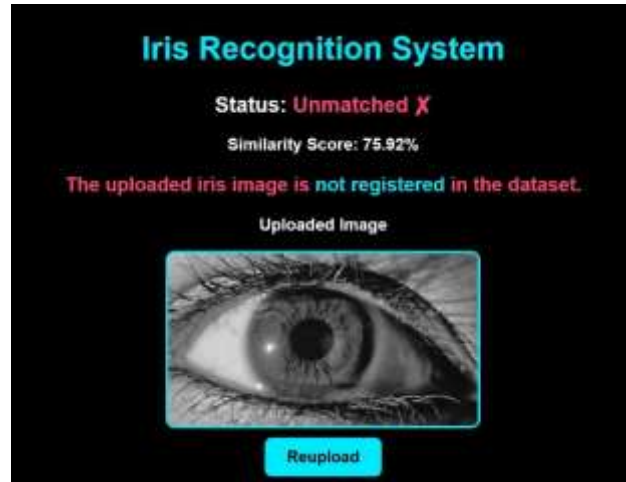 Iris Recognition System
Status: Unmatched ✗
Similarity Score: 75.92%
The uploaded iris image is not registered in the dataset.
Uploaded Image
Reupload